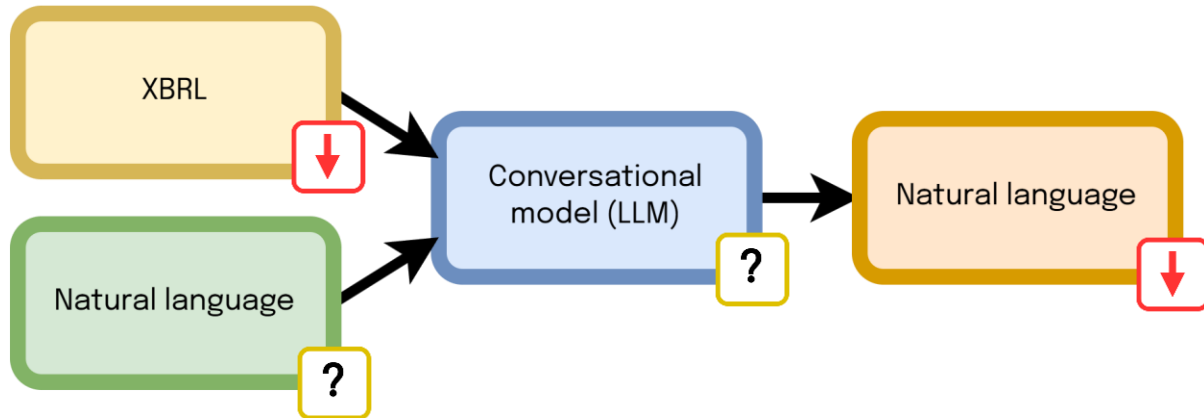 XBRL
Natural language
?
Conversational
model (LLM)
?
Natural language